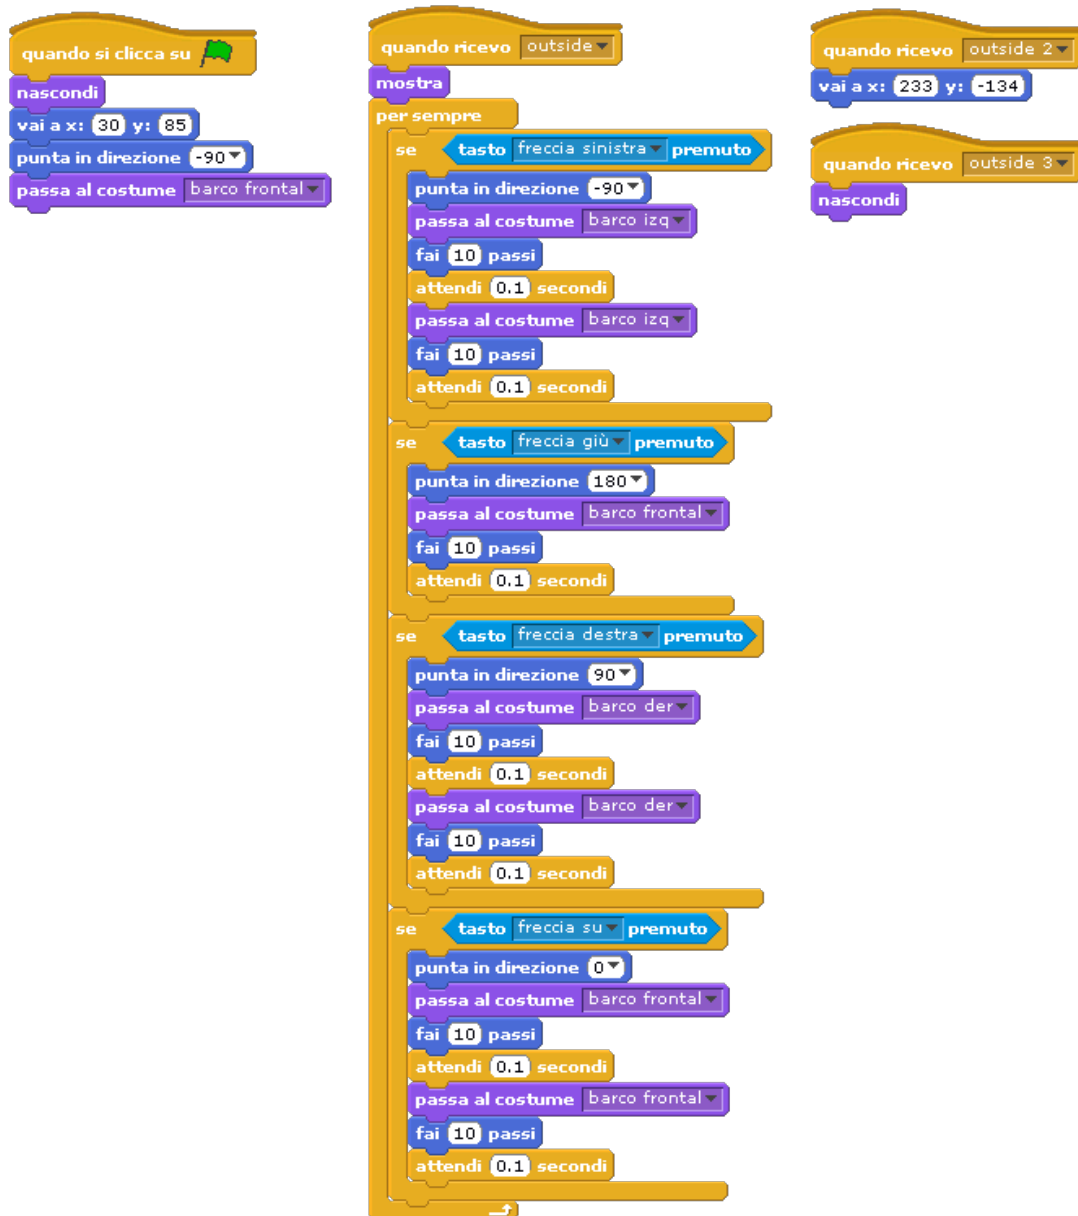 quando si clicca su
nascondi
vai a x: 30 y: 85
punta in direzione -90
passa al costume barco frontal
quando ricevo outside
mostra
per sempre
se tasto freccia sinistra premuto
punta in direzione -90
passa al costume barco izq
fai 10 passi
attendi 0.1 secondi
passa al costume barco izq
fai 10 passi
attendi 0.1 secondi
se tasto freccia giù premuto
punta in direzione 180
passa al costume barco frontal
fai 10 passi
attendi 0.1 secondi
se tasto freccia destra premuto
punta in direzione 90
passa al costume barco der
fai 10 passi
attendi 0.1 secondi
passa al costume barco der
fai 10 passi
attendi 0.1 secondi
se tasto freccia su premuto
punta in direzione 0
passa al costume barco frontal
fai 10 passi
attendi 0.1 secondi
passa al costume barco frontal
fai 10 passi
attendi 0.1 secondi
quando ricevo outside 2
vai a x: 233 y: -134
quando ricevo outside 3
nascondi